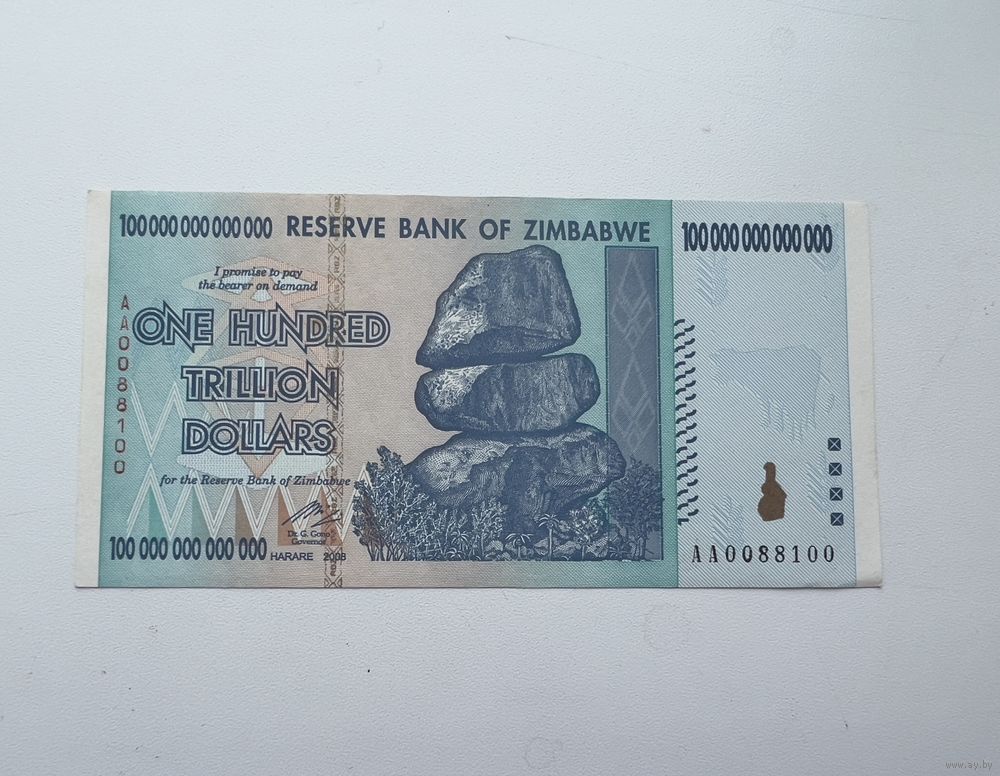 100 000 000 000 000 RESERVE BANK OF ZIMBABWE 100 000 000 000 000
I promise to pay
the bearer on demand
ONE HUNDRED
TRILLION
DOLLARS
for the Reserve Bank of Zimbabwe
Dr. G. Gono
Governor
100 000 000 000 000 HARARE 2008
AA0088100
AA0088100
www.ay.by